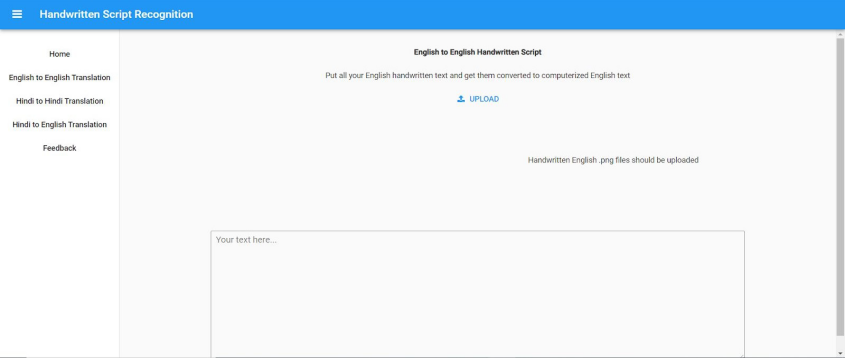 Handwritten Script Recognition
Home
English to English Translation
Hindi to Hindi Translation
Hindi to English Translation
Feedback
English to English Handwritten Script
Put all your English handwritten text and get them converted to computerized English text
UPLOAD
Handwritten English .png files should be uploaded
Your text here...